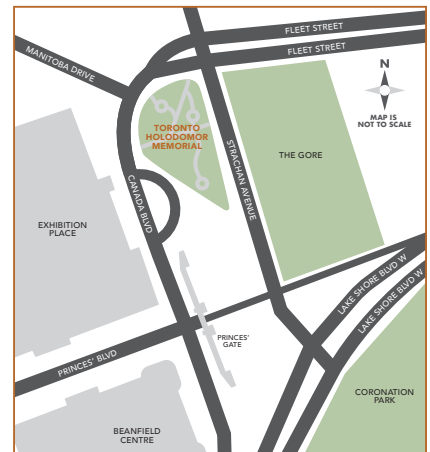 FLEET STREET
FLEET STREET
MANITOBA DRIVE
N
MAP IS
NOT TO SCALE
TORONTO
HOLODOMOR
MEMORIAL
STRACHAN AVENUE
THE GORE
CANADA BLVD
EXHIBITION
PLACE
LAKE SHORE BLVD W
LAKE SHORE BLVD W
PRINCES'
GATE
PRINCES' BLVD
CORONATION
PARK
BEANFIELD
CENTRE